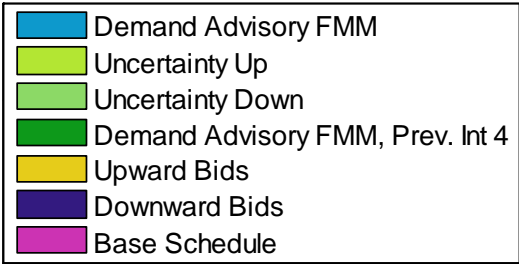 Demand Advisory FMM
Uncertainty Up
Uncertainty Down
Demand Advisory FMM, Prev. Int 4
Upward Bids
Downward Bids
Base Schedule